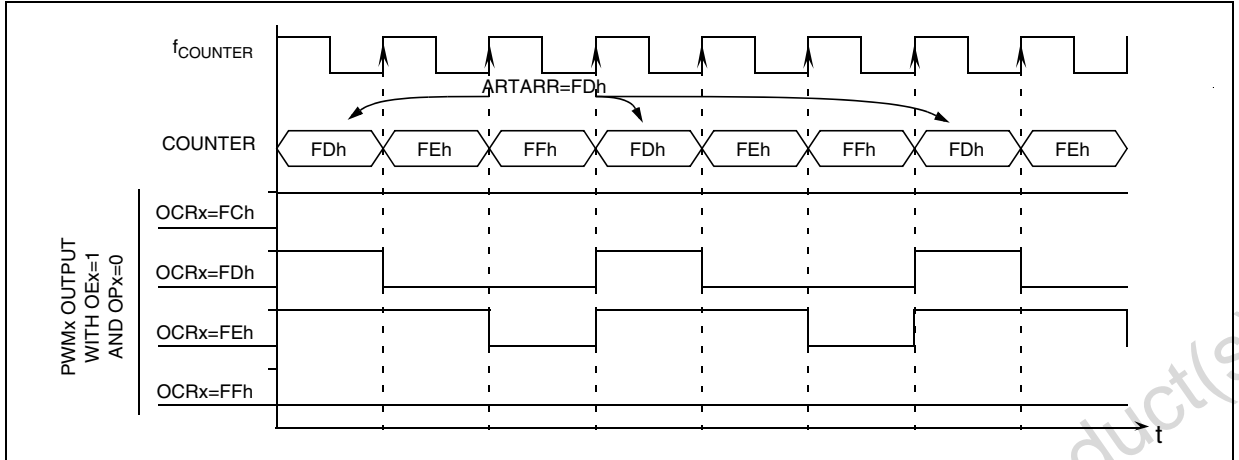 fCOUNTER
ARTARR=FDh
COUNTER
FDh FEh FFh FDh FEh FFh FDh FEh
PWMx OUTPUT
WITH OEx=1
AND OPx=0
OCRx=FCh
OCRx=FDh
OCRx=FEh
OCRx=FFh
t